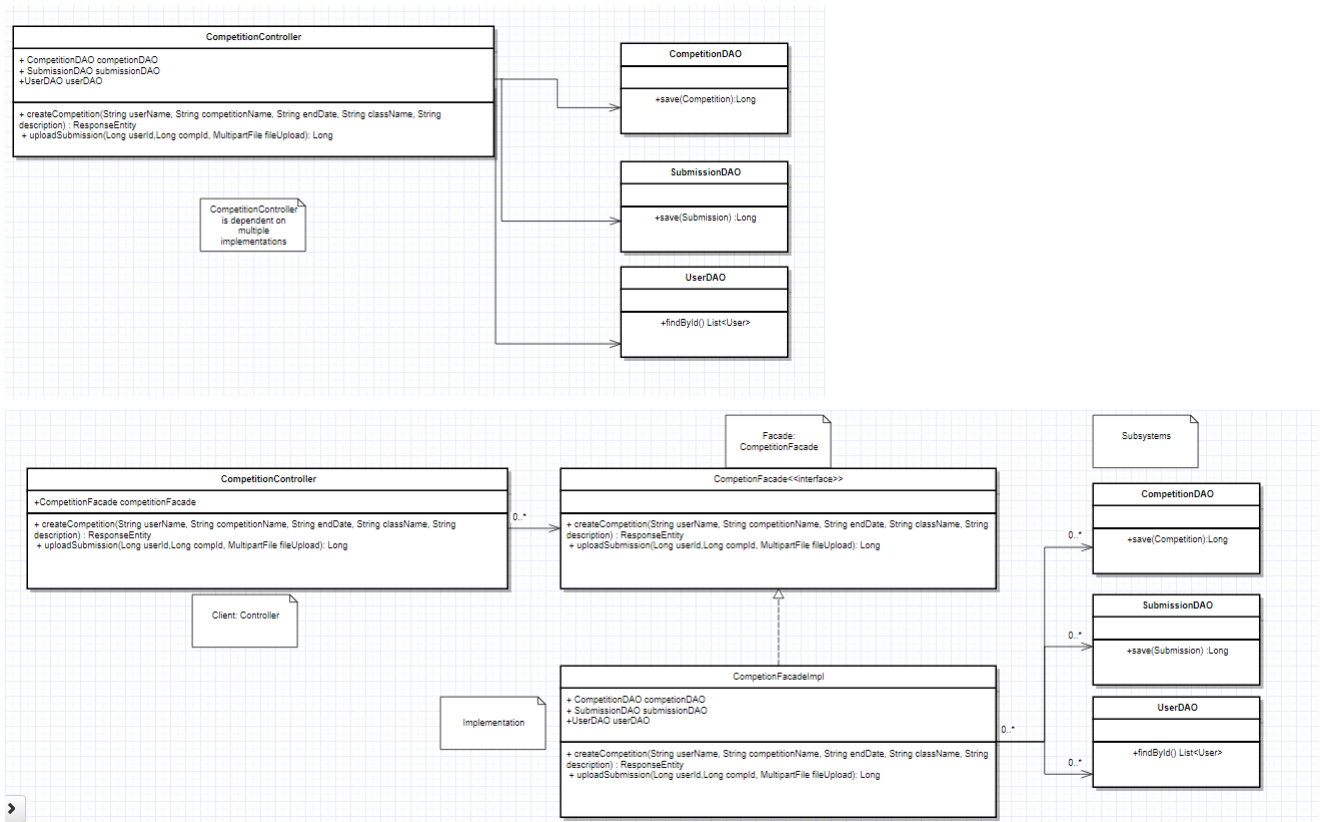 CompetitionController
+ CompetitionDAO competionDAO
+ SubmissionDAO submissionDAO
+UserDAO userDAO
+ createCompetition(String userName, String competitionName, String endDate, String className, String
description) : ResponseEntity
+ uploadSubmission(Long userId,Long compId, MultipartFile fileUpload): Long
CompetitionController
is dependent on
multiple
implementations
CompetitionDAO
+save(Competition):Long
SubmissionDAO
+save(Submission) :Long
UserDAO
+findById() List<User>
Facade:
CompetitionFacade
Subsystems
CompetitionController
+CompetitionFacade competitionFacade
+ createCompetition(String userName, String competitionName, String endDate, String className, String
description) : ResponseEntity
+ uploadSubmission(Long userId,Long compId, MultipartFile fileUpload): Long
0..*
Client: Controller
CompetitionFacade<<interface>>
+ createCompetition(String userName, String competitionName, String endDate, String className, String
description) : ResponseEntity
+ uploadSubmission(Long userId,Long compId, MultipartFile fileUpload): Long
Implementation
CompetionFacadeImpl
+ CompetitionDAO competionDAO
+ SubmissionDAO submissionDAO
+UserDAO userDAO
+ createCompetition(String userName, String competitionName, String endDate, String className, String
description) : ResponseEntity
+ uploadSubmission(Long userId,Long compId, MultipartFile fileUpload): Long
0..*
0..*
CompetitionDAO
+save(Competition):Long
0..*
SubmissionDAO
+save(Submission) :Long
0..*
UserDAO
+findById() List<User>